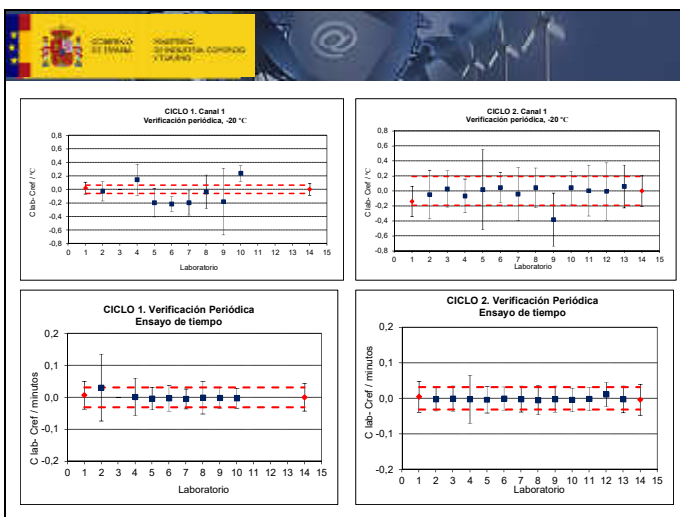 GOBIERNO
DE ESPAÑA
MINISTERIO
DE INDUSTRIA, COMERCIO
Y TURISMO
CICLO 1. Canal 1
Verificación periódica, -20 °C
C lab- Cref / °C
0,8
0,6
0,4
0,2
0,0
-0,2
-0,4
-0,6
-0,8
0 1 2 3 4 5 6 7 8 9 10 11 12 13 14 15
Laboratorio
CICLO 2. Canal 1
Verificación periódica, -20 °C
C lab- Cref / °C
0,8
0,6
0,4
0,2
0,0
-0,2
-0,4
-0,6
-0,8
0 1 2 3 4 5 6 7 8 9 10 11 12 13 14 15
Laboratorio
CICLO 1. Verificación Periódica
Ensayo de tiempo
C lab- Cref / minutos
0,2
0,1
0,0
-0,1
-0,2
0 1 2 3 4 5 6 7 8 9 10 11 12 13 14 15
Laboratorio
CICLO 2. Verificación Periódica
Ensayo de tiempo
C lab- Cref / minutos
0,2
0,1
0,0
-0,1
-0,2
0 1 2 3 4 5 6 7 8 9 10 11 12 13 14 15
Laboratorio